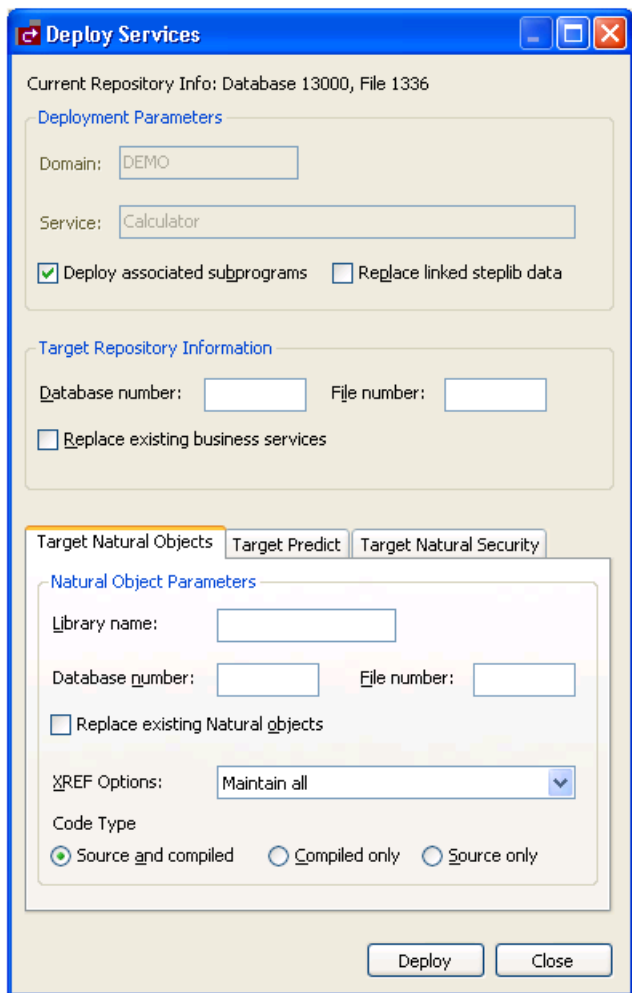 Deploy Services
Current Repository Info: Database 13000, File 1336
Deployment Parameters
Domain: DEMO
Service: Calculator
Deploy associated subprograms Replace linked steplib data
Target Repository Information
Database number: File number:
Replace existing business services
Target Natural Objects Target Predict Target Natural Security
Natural Object Parameters
Library name:
Database number: File number:
Replace existing Natural objects
XREF Options: Maintain all
Code Type
Source and compiled Compiled only Source only
Deploy Close